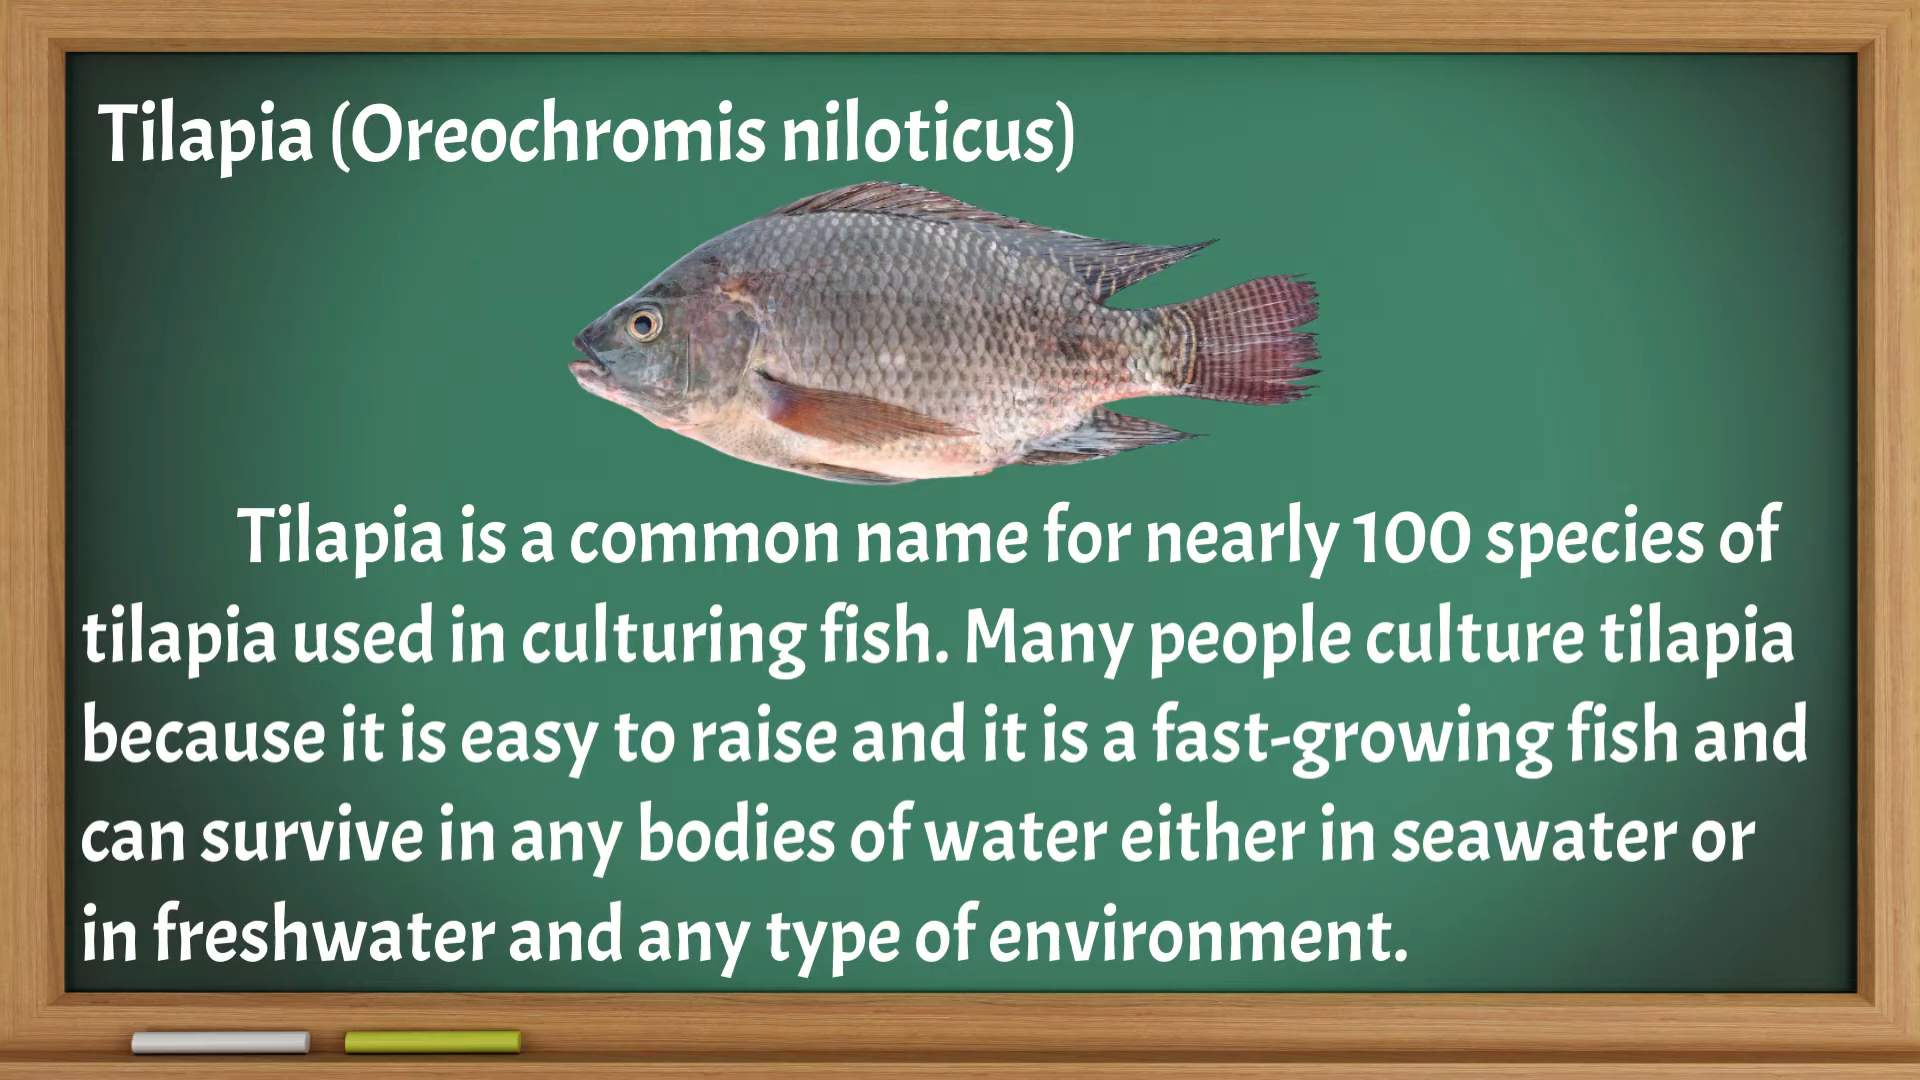 Tilapia (Oreochromis niloticus)
Tilapia is a common name for nearly 100 species of
tilapia used in culturing fish. Many people culture tilapia
because it is easy to raise and it is a fast-growing fish and
can survive in any bodies of water either in seawater or
in freshwater and any type of environment.